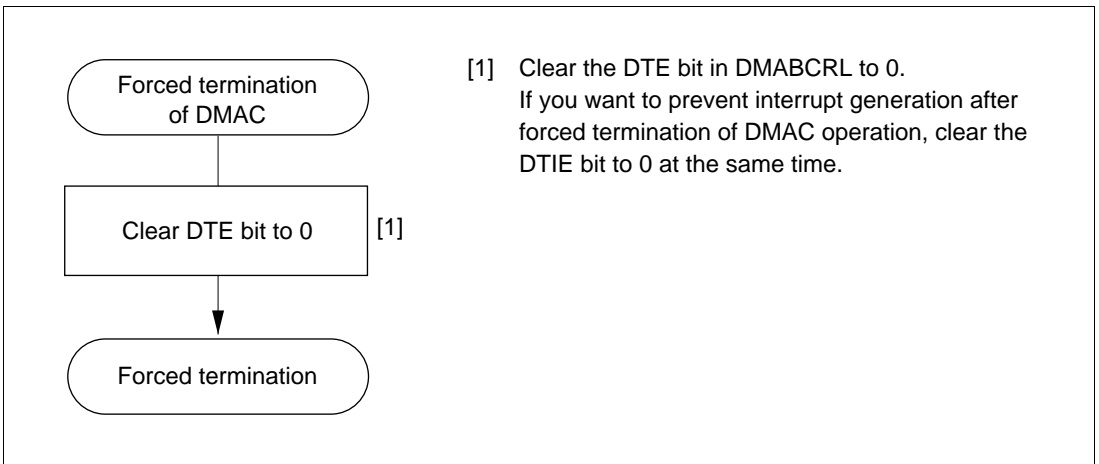 Forced termination
of DMAC
Clear DTE bit to 0
[1]
Forced termination
[1] Clear the DTE bit in DMABCRL to 0.
If you want to prevent interrupt generation after
forced termination of DMAC operation, clear the
DTIE bit to 0 at the same time.